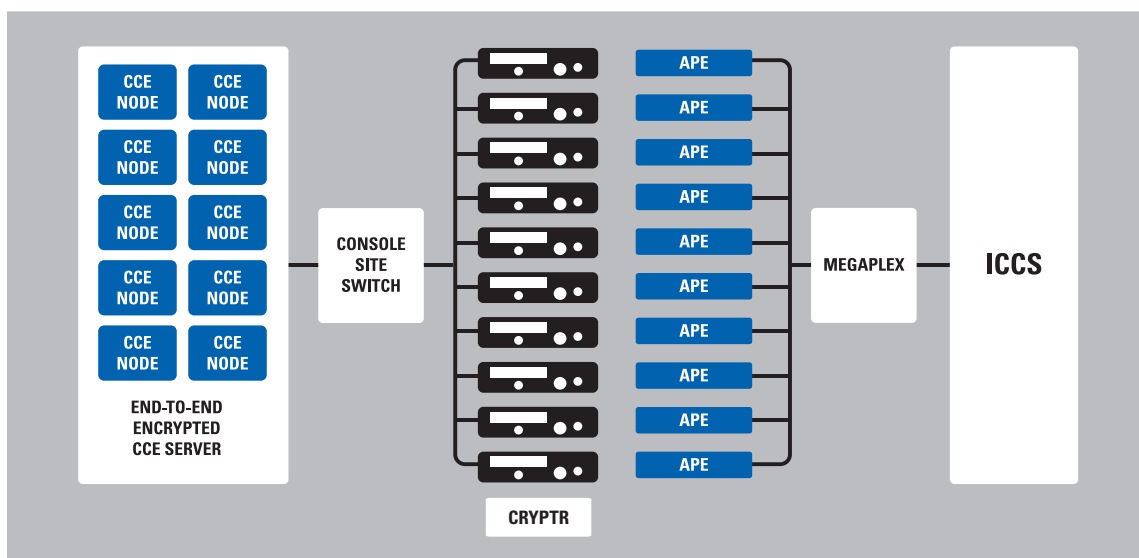 CCE
NODE
CCE
NODE
CCE
NODE
CCE
NODE
CCE
NODE
CCE
NODE
CCE
NODE
CCE
NODE
CCE
NODE
CCE
NODE
END-TO-END
ENCRYPTED
CCE SERVER
CONSOLE
SITE
SWITCH
CRYPTR
APE
APE
APE
APE
APE
APE
APE
APE
APE
APE
MEGAPLEX
ICCS